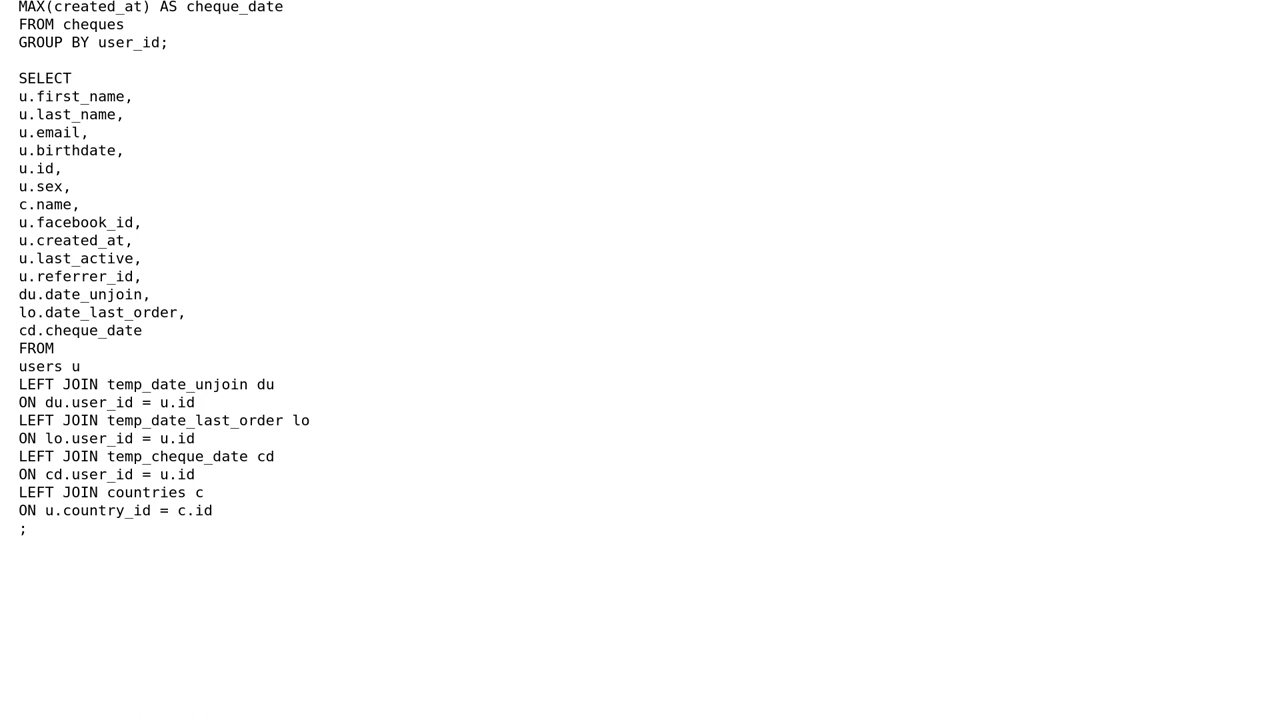 MAX(created_at) AS cheque_date
FROM cheques
GROUP BY user_id;

SELECT
u.first_name,
u.last_name,
u.email,
u.birthdate,
u.id,
u.sex,
c.name,
u.facebook_id,
u.created_at,
u.last_active,
u.referrer_id,
du.date_unjoin,
lo.date_last_order,
cd.cheque_date
FROM
users u
LEFT JOIN temp_date_unjoin du
ON du.user_id = u.id
LEFT JOIN temp_date_last_order lo
ON lo.user_id = u.id
LEFT JOIN temp_cheque_date cd
ON cd.user_id = u.id
LEFT JOIN countries c
ON u.country_id = c.id
;